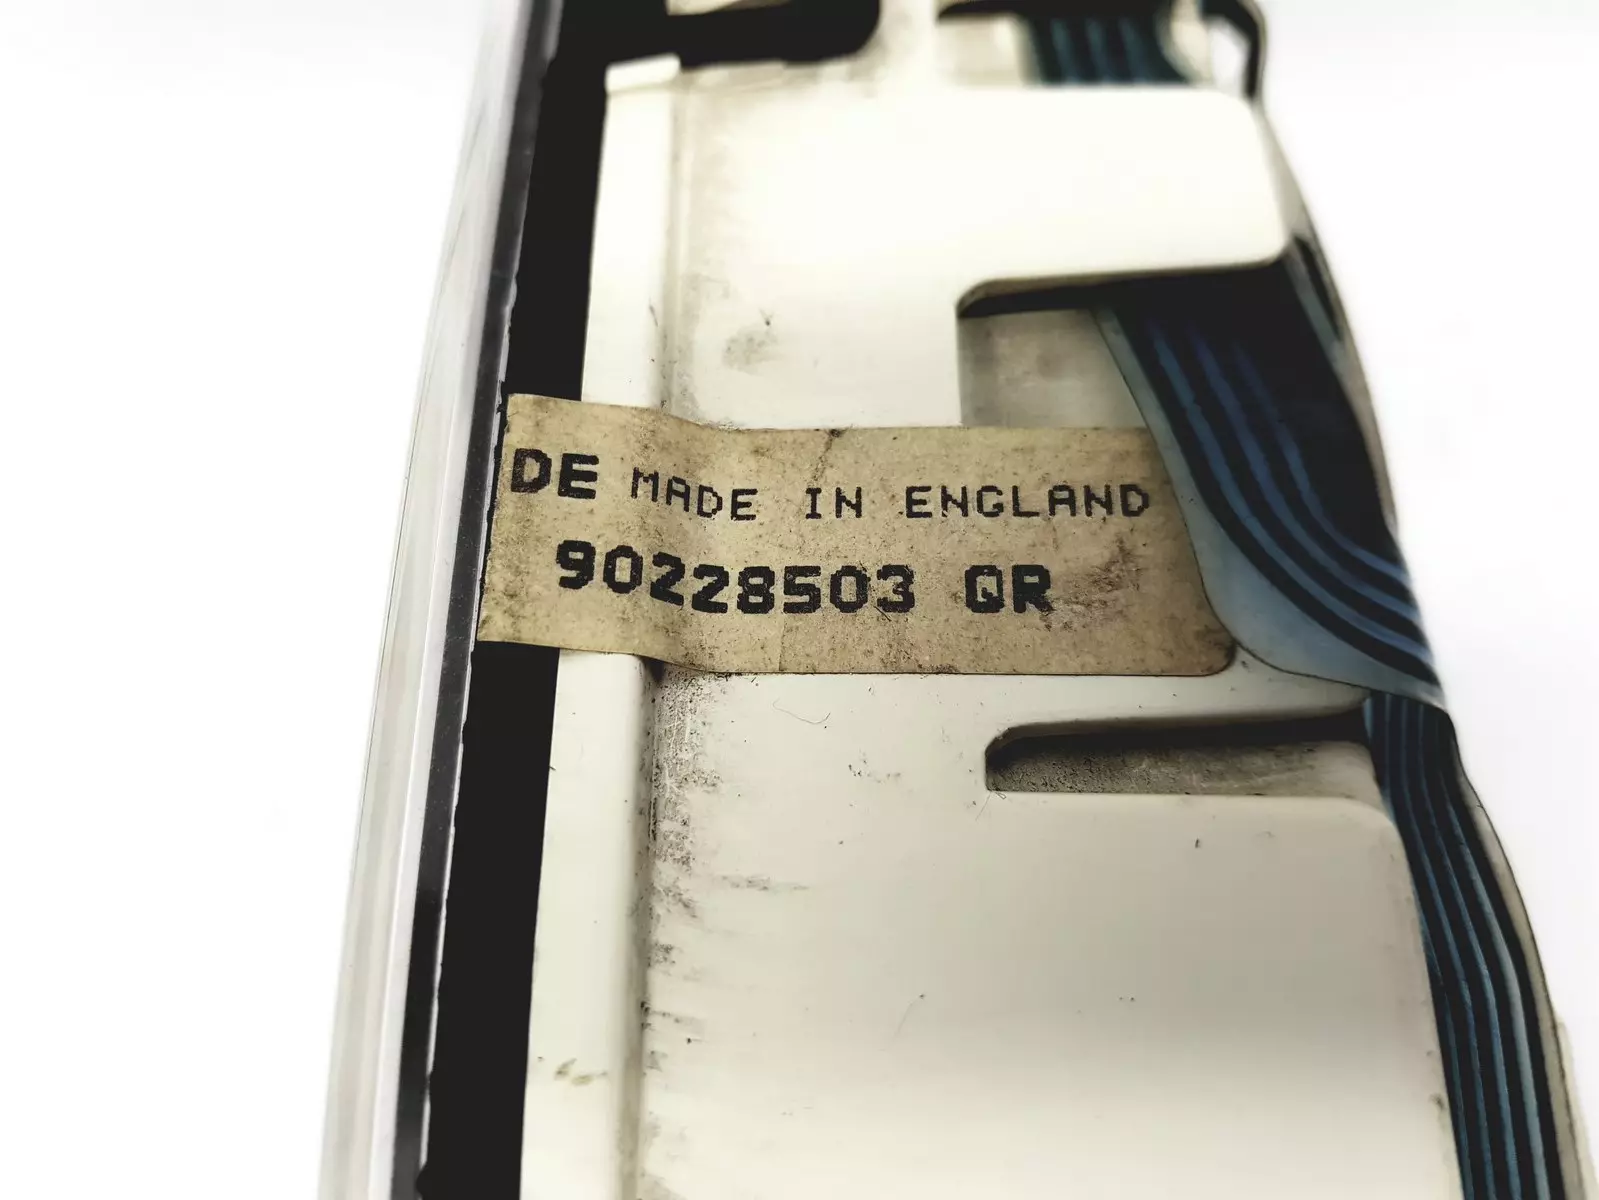 DE MADE IN ENGLAND
90228503 QR